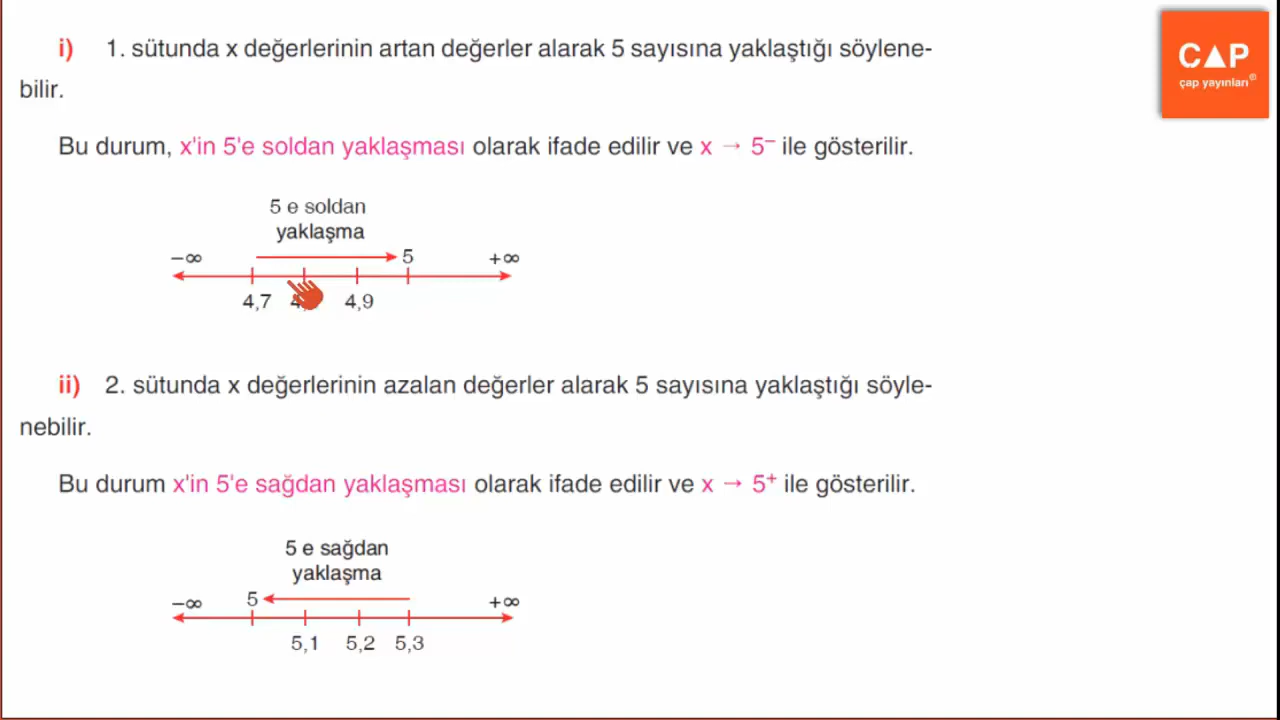 i) 1. sütunda x değerlerinin artan değerler alarak 5 sayısına yaklaştığı söylene-
bilir.
CAP
çap yayınları®
Bu durum, x'in 5'e soldan yaklaşması olarak ifade edilir ve x → 5⁻ ile gösterilir.
5 e soldan
yaklaşma
−∞ 5 +∞
4,7 4,9
ii) 2. sütunda x değerlerinin azalan değerler alarak 5 sayısına yaklaştığı söyle-
nebilir.
Bu durum x'in 5'e sağdan yaklaşması olarak ifade edilir ve x → 5⁺ ile gösterilir.
5 e sağdan
yaklaşma
−∞ 5 +∞
5,1 5,2 5,3